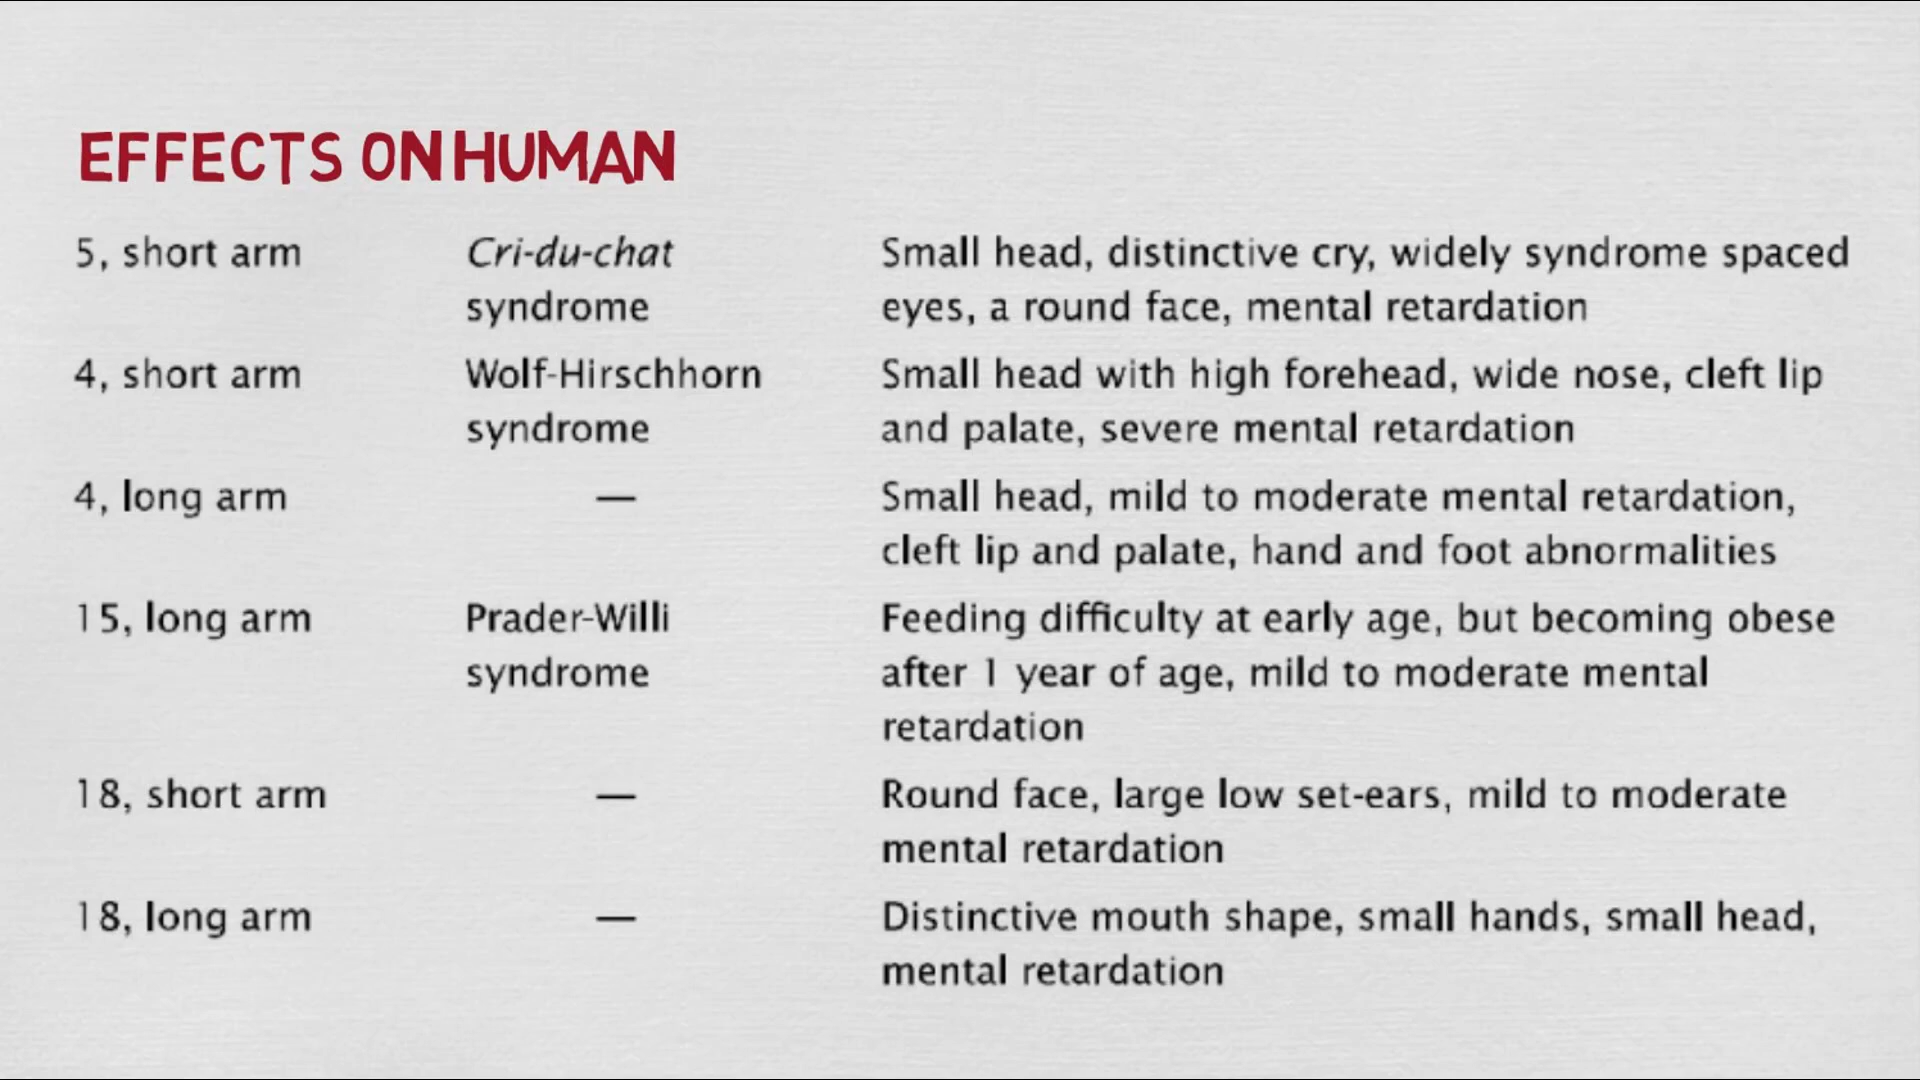 EFFECTS ON HUMAN
5, short arm Cri-du-chat Small head, distinctive cry, widely syndrome spaced
syndrome eyes, a round face, mental retardation
4, short arm Wolf-Hirschhorn Small head with high forehead, wide nose, cleft lip
syndrome and palate, severe mental retardation
4, long arm — Small head, mild to moderate mental retardation,
cleft lip and palate, hand and foot abnormalities
15, long arm Prader-Willi Feeding difficulty at early age, but becoming obese
syndrome after 1 year of age, mild to moderate mental
retardation
18, short arm — Round face, large low set-ears, mild to moderate
mental retardation
18, long arm — Distinctive mouth shape, small hands, small head,
mental retardation